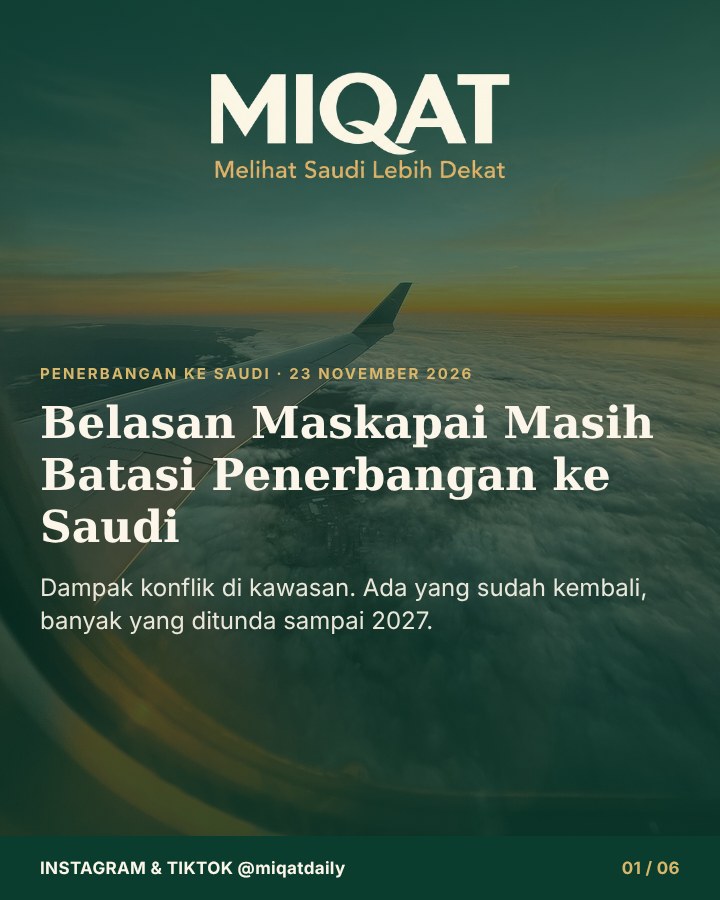 MIQAT
Melihat Saudi Lebih Dekat
PENERBANGAN KE SAUDI · 23 NOVEMBER 2026
Belasan Maskapai Masih
Batasi Penerbangan ke
Saudi
Dampak konflik di kawasan. Ada yang sudah kembali,
banyak yang ditunda sampai 2027.
INSTAGRAM & TIKTOK @miqatdaily
01 / 06